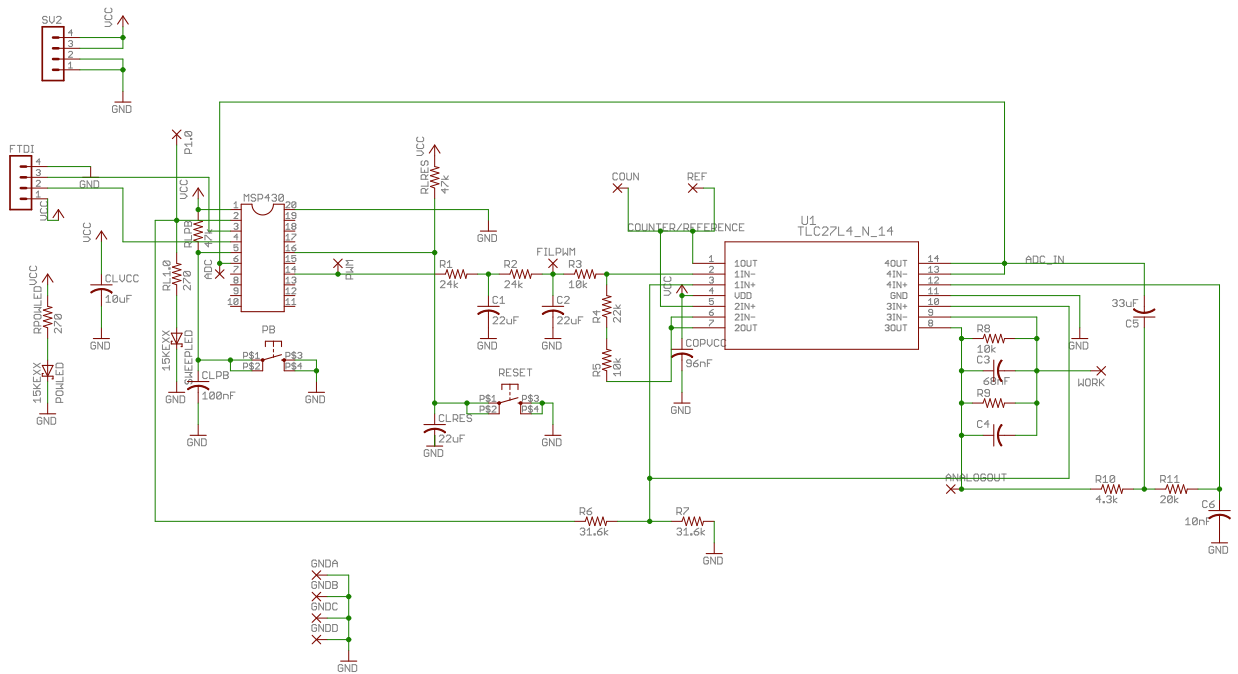 SV2
VCC
4
3
2
1
GND
FTDI
4
3
2
1
GND
VCC
P1.0
VCC
RLPB
47k
MSP430
1
2
3
4
5
6
7
8
9
10
20
19
18
17
16
15
14
13
12
11
GND
VCC
RLRES
47k
VCC
CLVCC
10uF
GND
VCC
RPOWLED
270
15KEXX
POWLED
GND
RL1.0
270
ADC
15KEXX
SWEEPLED
GND
PB
P$1
P$2
P$3
P$4
GND
CLPB
100nF
GND
PWM
R1
24k
R2
24k
FILPWM
R3
10k
C1
22uF
GND
C2
22uF
GND
R4
22k
R5
10k
RESET
P$1
P$2
P$3
P$4
GND
CLRES
22uF
GND
COUN
REF
COUNTER/REFERENCE
U1
TLC27L4_N_14
VCC
1
2
3
4
5
6
7
1OUT
1IN-
1IN+
VDD
2IN+
2IN-
2OUT
4OUT
4IN-
4IN+
GND
3IN+
3IN-
3OUT
14
13
12
11
10
9
8
ADC_IN
COPVCC
96nF
GND
33uF
C5
GND
R8
10k
C3
68nF
R9
C4
WORK
ANALOGOUT
R10
4.3k
R11
20k
C6
10nF
GND
R6
31.6k
R7
31.6k
GND
GNDA
GNDB
GNDC
GNDD
GND